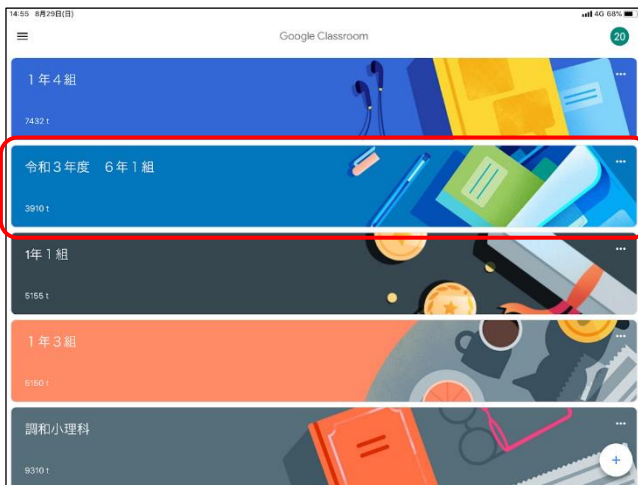 14:55 8月29日(日)
4G 68%
Google Classroom
20
1年4組
7432 t
令和3年度 6年1組
3910 t
1年1組
5155 t
1年3組
5150 t
調和小理科
9310 t